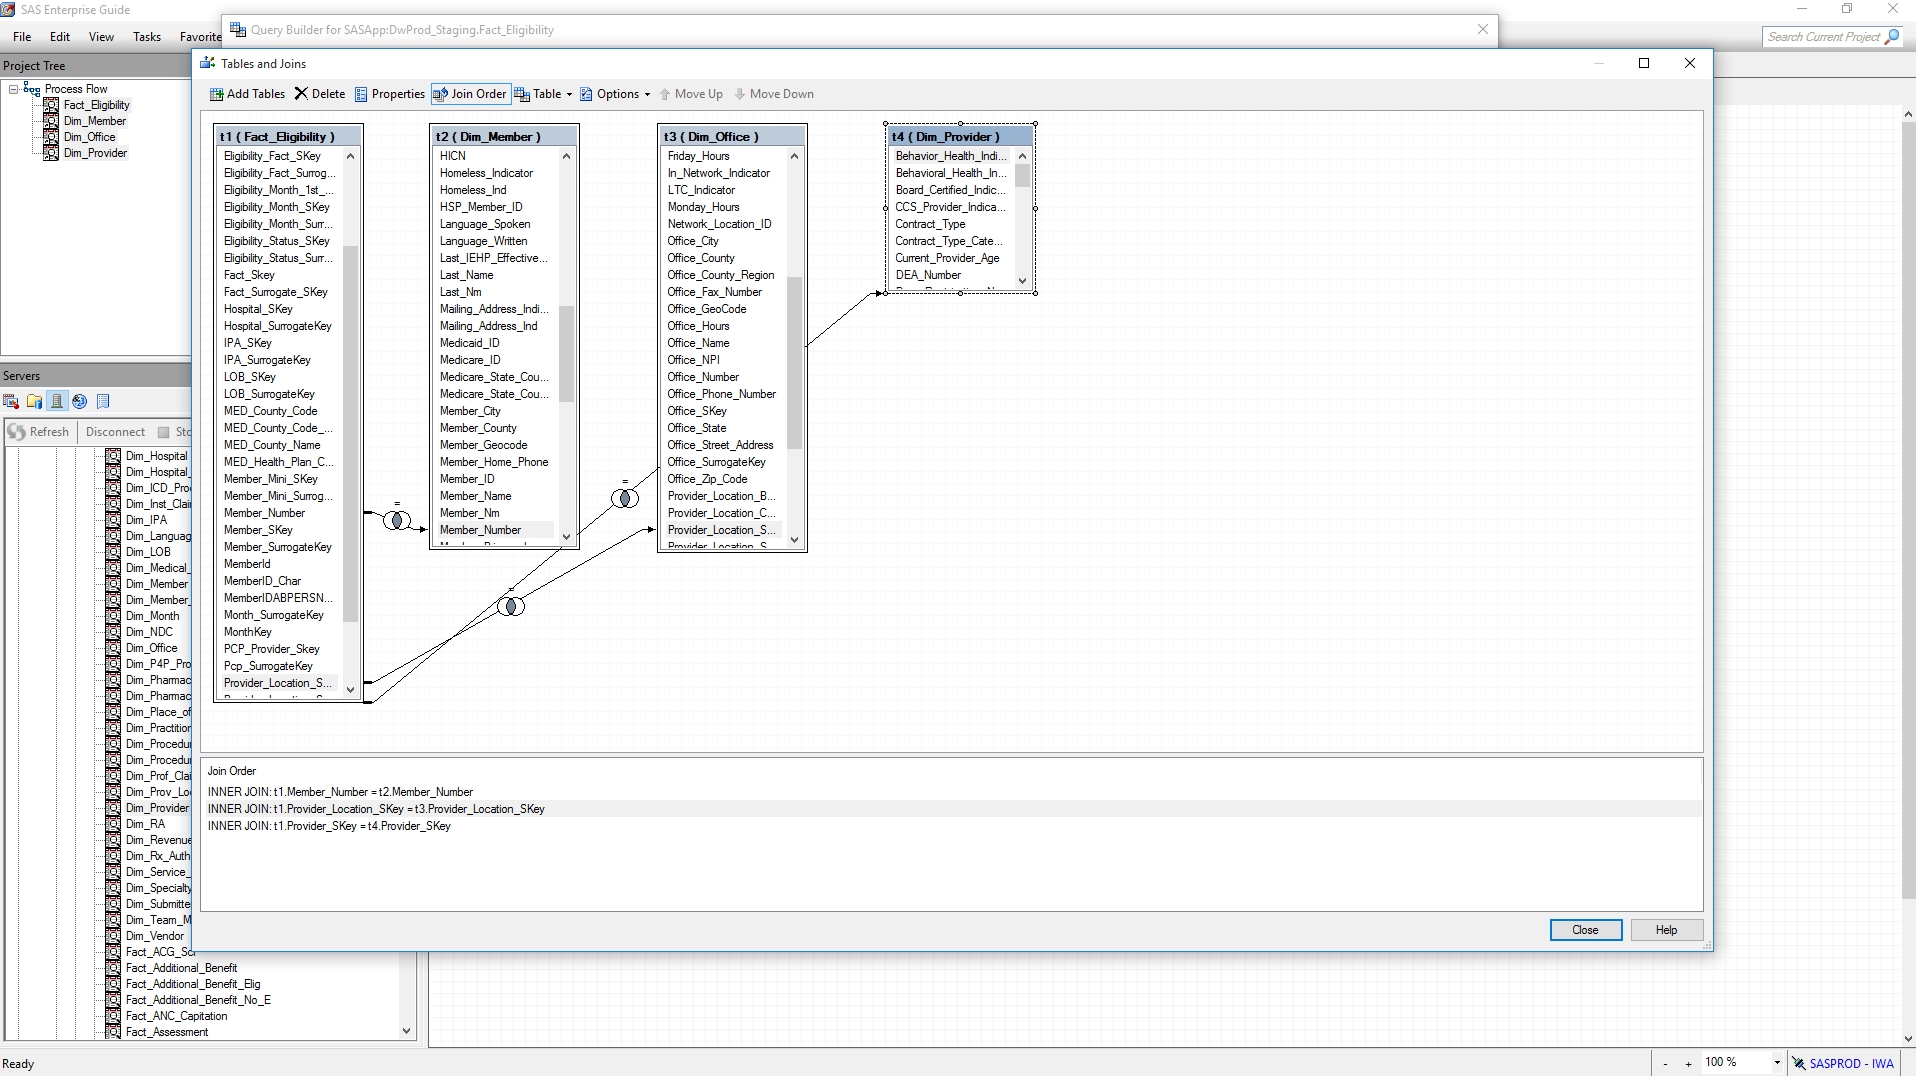 SAS Enterprise Guide
File Edit View Tasks Favorite
Query Builder for SASApp:DwProd_Staging.Fact_Eligibility
Search Current Project
Project Tree
Process Flow
Fact_Eligibility
Dim_Member
Dim_Office
Dim_Provider
Tables and Joins
Add Tables Delete Properties Join Order Table Options Move Up Move Down
t1 ( Fact_Eligibility )
Eligibility_Fact_SKey
Eligibility_Fact_Surrog...
Eligibility_Month_1st_...
Eligibility_Month_SKey
Eligibility_Month_Surr...
Eligibility_Status_SKey
Eligibility_Status_Surr...
Fact_Skey
Fact_Surrogate_SKey
Hospital_SKey
Hospital_SurrogateKey
IPA_SKey
IPA_SurrogateKey
LOB_SKey
LOB_SurrogateKey
MED_County_Code
MED_County_Code_...
MED_County_Name
MED_Health_Plan_C...
Member_Mini_SKey
Member_Mini_Surrog...
Member_Number
Member_SKey
Member_SurrogateKey
MemberId
MemberID_Char
MemberIDABPERSN...
Month_SurrogateKey
MonthKey
PCP_Provider_Skey
Pcp_SurrogateKey
Provider_Location_S...
t2 ( Dim_Member )
HICN
Homeless_Indicator
Homeless_Ind
HSP_Member_ID
Language_Spoken
Language_Written
Last_IEHP_Effective...
Last_Name
Last_Nm
Mailing_Address_Indi...
Mailing_Address_Ind
Medicaid_ID
Medicare_ID
Medicare_State_Cou...
Medicare_State_Cou...
Member_City
Member_County
Member_Geocode
Member_Home_Phone
Member_ID
Member_Name
Member_Nm
Member_Number
t3 ( Dim_Office )
Friday_Hours
In_Network_Indicator
LTC_Indicator
Monday_Hours
Network_Location_ID
Office_City
Office_County
Office_County_Region
Office_Fax_Number
Office_GeoCode
Office_Hours
Office_Name
Office_NPI
Office_Number
Office_Phone_Number
Office_SKey
Office_State
Office_Street_Address
Office_SurrogateKey
Office_Zip_Code
Provider_Location_B...
Provider_Location_C...
Provider_Location_S...
t4 ( Dim_Provider )
Behavior_Health_Indi...
Behavioral_Health_In...
Board_Certified_Indic...
CCS_Provider_Indica...
Contract_Type
Contract_Type_Cate...
Current_Provider_Age
DEA_Number
=
=
=
Join Order
INNER JOIN: t1.Member_Number = t2.Member_Number
INNER JOIN: t1.Provider_Location_SKey = t3.Provider_Location_SKey
INNER JOIN: t1.Provider_SKey = t4.Provider_SKey
Close Help
Servers
Refresh Disconnect Sto
Dim_Hospital
Dim_Hospital_
Dim_ICD_Pro
Dim_Inst_Clai
Dim_IPA
Dim_Languag
Dim_LOB
Dim_Medical_
Dim_Member
Dim_Member_
Dim_Month
Dim_NDC
Dim_Office
Dim_P4P_Pro
Dim_Pharmac
Dim_Pharmac
Dim_Place_of
Dim_Practition
Dim_Procedur
Dim_Procedu
Dim_Prof_Clai
Dim_Prov_Lo
Dim_Provider
Dim_RA
Dim_Revenue
Dim_Rx_Auth
Dim_Service_
Dim_Specialty
Dim_Submitte
Dim_Team_M
Dim_Vendor
Fact_ACG_Sc
Fact_Additional_Benefit
Fact_Additional_Benefit_Elig
Fact_Additional_Benefit_No_E
Fact_ANC_Capitation
Fact_Assessment
Ready
- + 100 % SASPROD - IWA